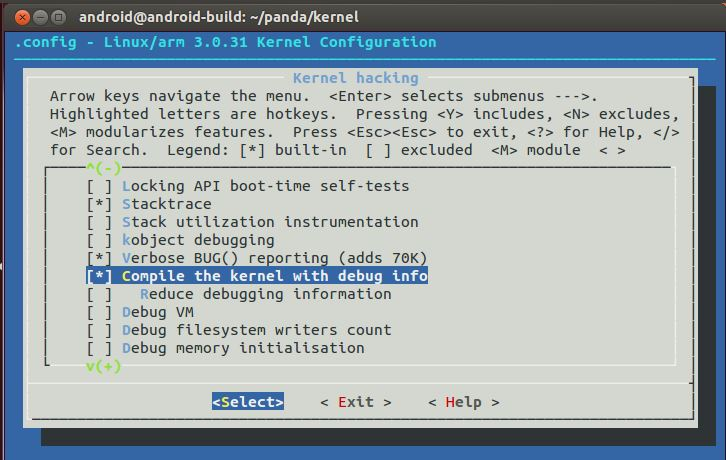 android@android-build: ~/panda/kernel
.config - Linux/arm 3.0.31 Kernel Configuration
Kernel hacking
Arrow keys navigate the menu.  <Enter> selects submenus --->.
Highlighted letters are hotkeys.  Pressing <Y> includes, <N> excludes,
<M> modularizes features.  Press <Esc><Esc> to exit, <?> for Help, </>
for Search.  Legend: [*] built-in  [ ] excluded  <M> module  < >
^(-)
[ ] Locking API boot-time self-tests
[*] Stacktrace
[ ] Stack utilization instrumentation
[ ] kobject debugging
[*] Verbose BUG() reporting (adds 70K)
[*] Compile the kernel with debug info
[ ]   Reduce debugging information
[ ] Debug VM
[ ] Debug filesystem writers count
[ ] Debug memory initialisation
v(+)
<Select>    < Exit >    < Help >